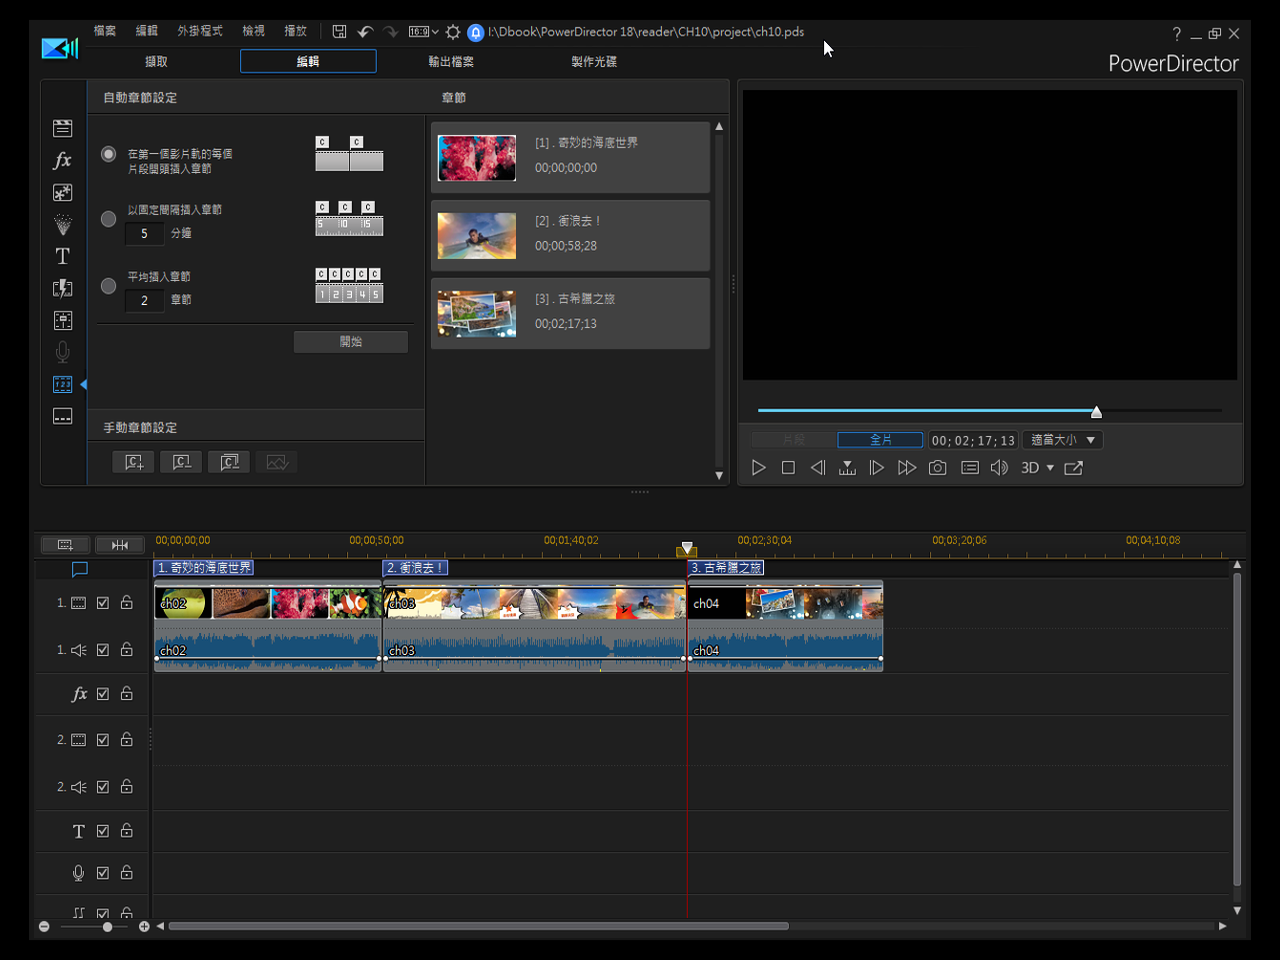 檔案 編輯 外掛程式 檢視 播放 16:9 I:\Dbook\PowerDirector 18\reader\CH10\project\ch10.pds ?
擷取 編輯 輸出檔案 製作光碟 PowerDirector
自動章節設定 章節
在第一個影片軌的每個
片段開頭插入章節
C C
以固定間隔插入章節
5 分鐘
C C C
5 10 15
平均插入章節
2 章節
C C C C C
1 2 3 4 5
開始
手動章節設定
[1] . 奇妙的海底世界
00;00;00;00
[2] . 衝浪去！
00;00;58;28
[3] . 古希臘之旅
00;02;17;13
fx
T
123
片段 全片 00; 02; 17; 13 適當大小
3D
00;00;00;00 00;00;50;00 00;01;40;02 00;02;30;04 00;03;20;06 00;04;10;08
1. 奇妙的海底世界 2. 衝浪去！ 3. 古希臘之旅
1. ch02 ch03 ch04
1. ch02 ch03 ch04
fx
2.
2.
T